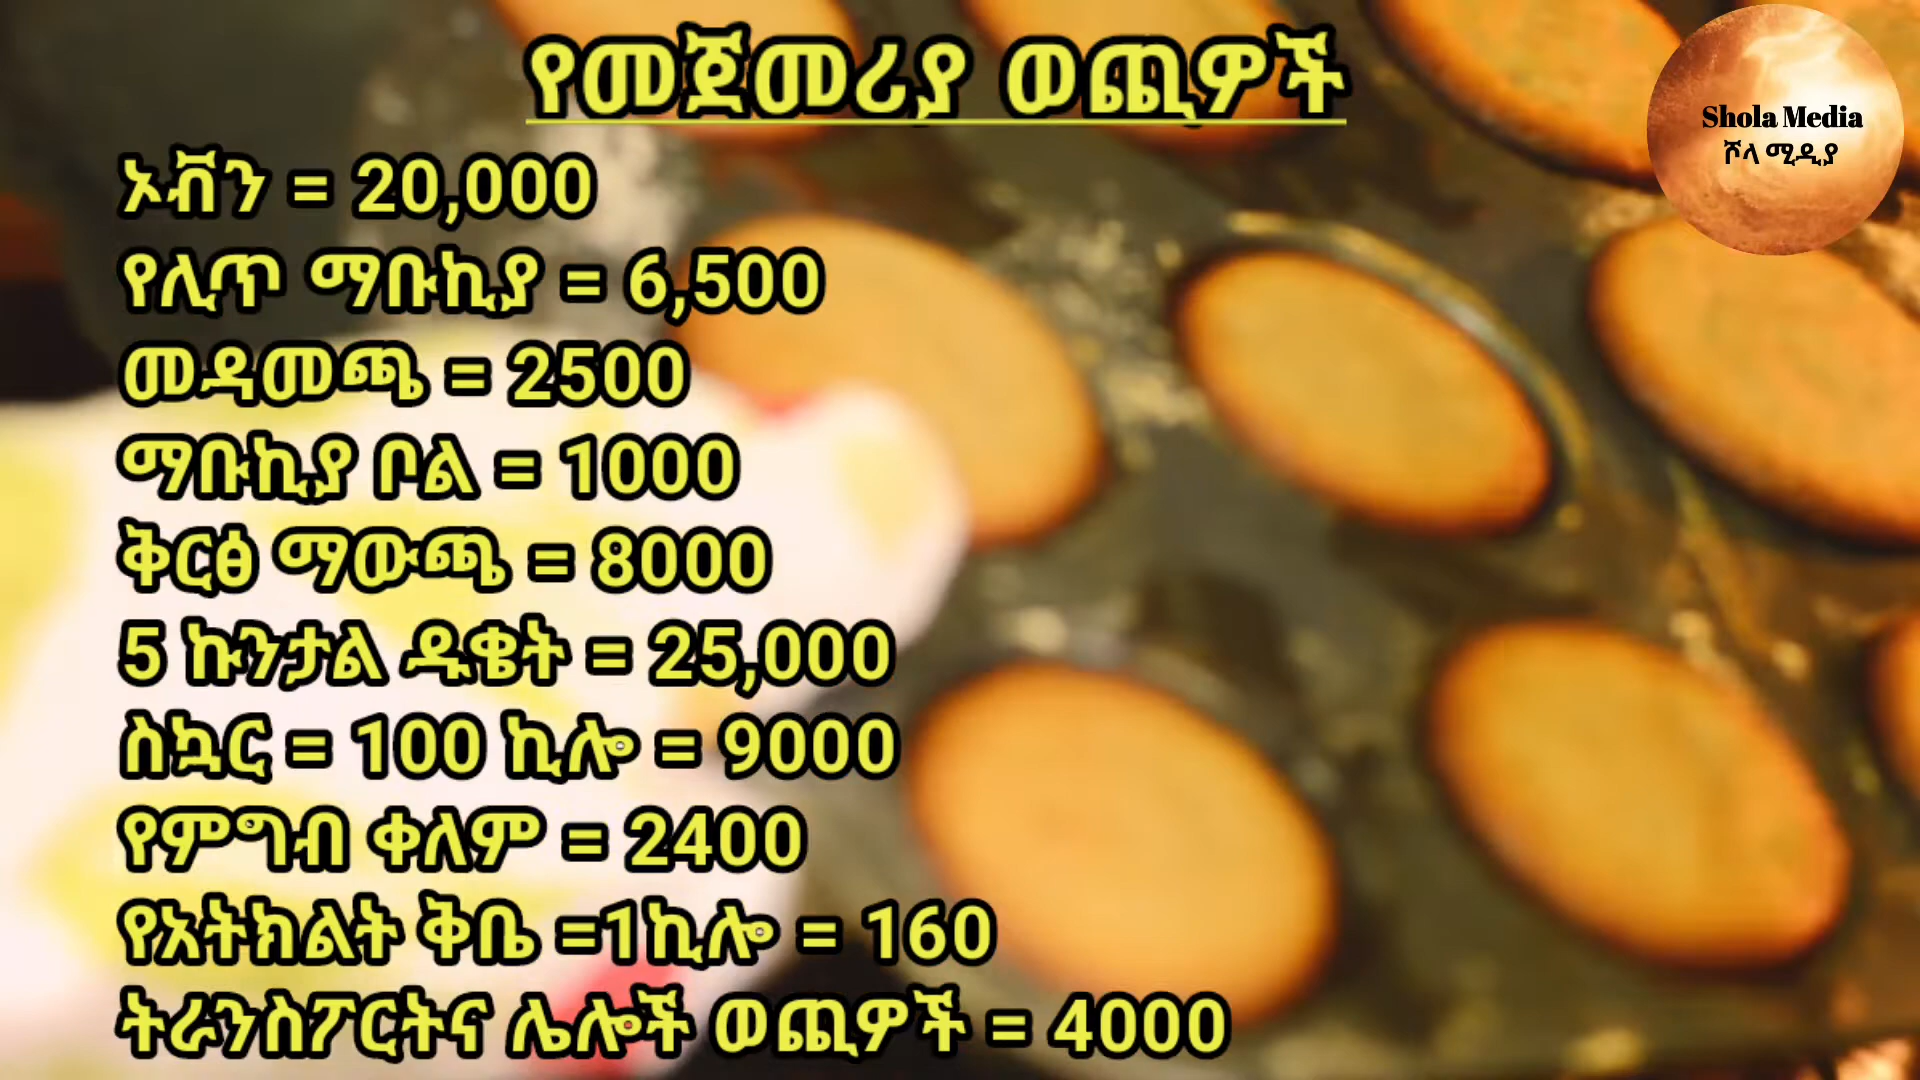 የመጀመሪያ ወጪዎች
Shola Media
ሾላ ሚዲያ
ኦቭን = 20,000
የሊጥ ማቡኪያ = 6,500
መዳመጫ = 2500
ማቡኪያ ቦል = 1000
ቅርፅ ማውጫ = 8000
5 ኩንታል ዱቄት = 25,000
ስኳር = 100 ኪሎ = 9000
የምግብ ቀለም = 2400
የአትክልት ቅቤ =1ኪሎ = 160
ትራንስፖርትና ሌሎች ወጪዎች = 4000